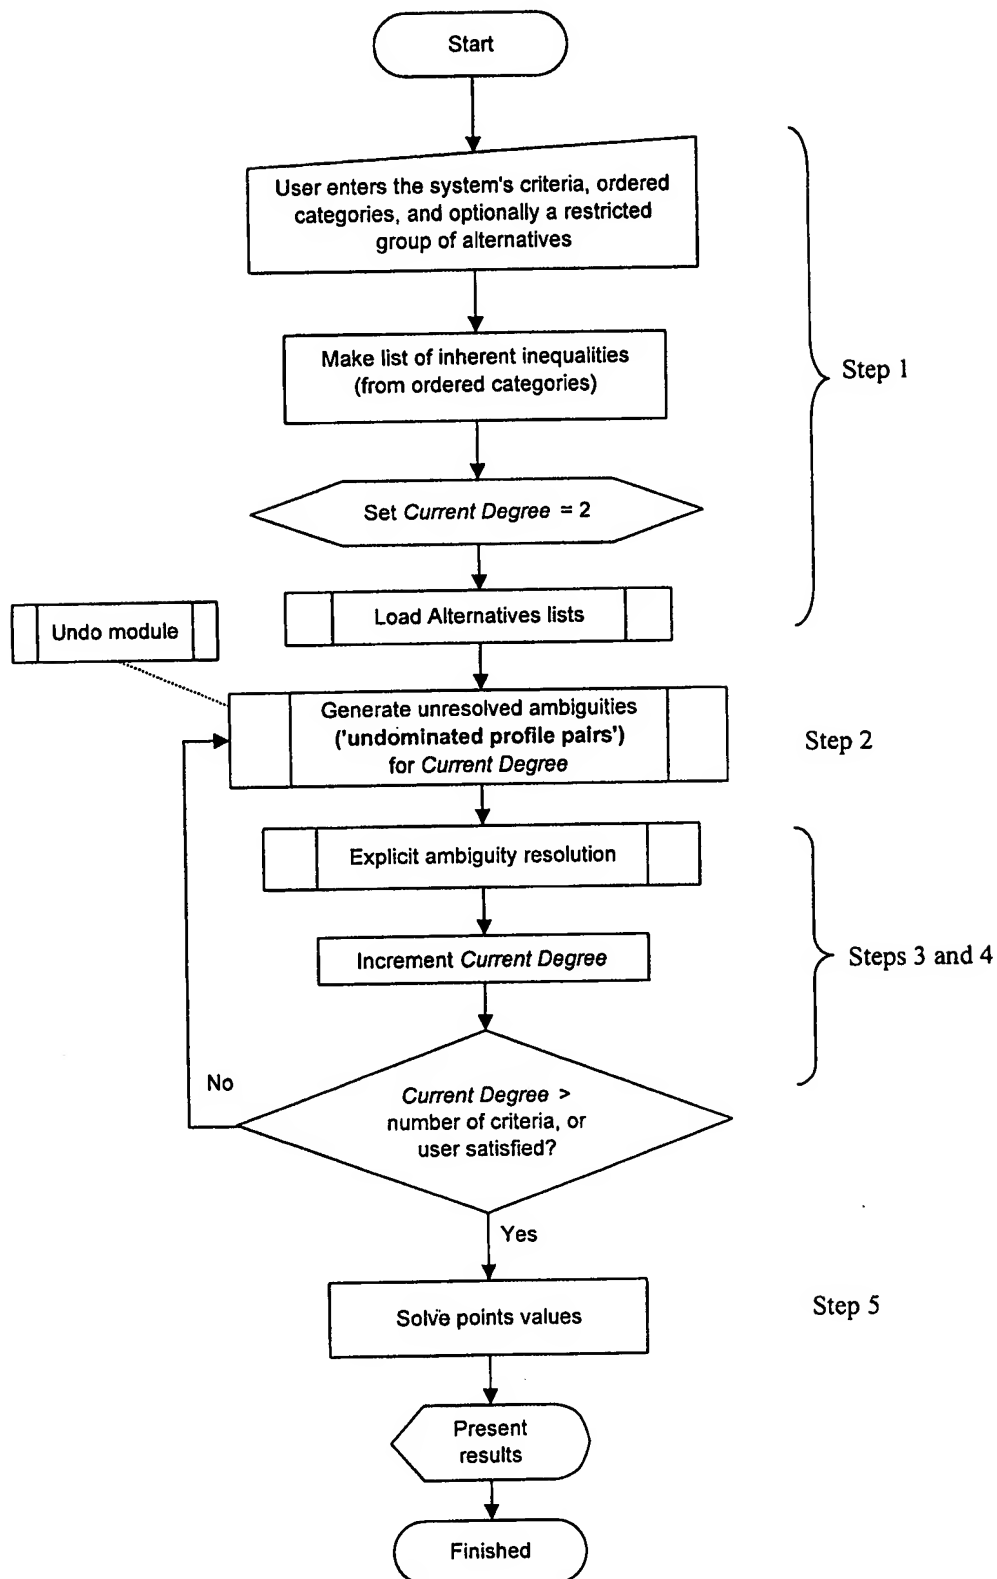 Start
User enters the system's criteria, ordered
categories, and optionally a restricted
group of alternatives
Make list of inherent inequalities
(from ordered categories)
Step 1
Set Current Degree = 2
Load Alternatives lists
Undo module
Generate unresolved ambiguities
('undominated profile pairs')
for Current Degree
Step 2
Explicit ambiguity resolution
Increment Current Degree
Steps 3 and 4
No
Current Degree >
number of criteria, or
user satisfied?
Yes
Solve points values
Step 5
Present
results
Finished